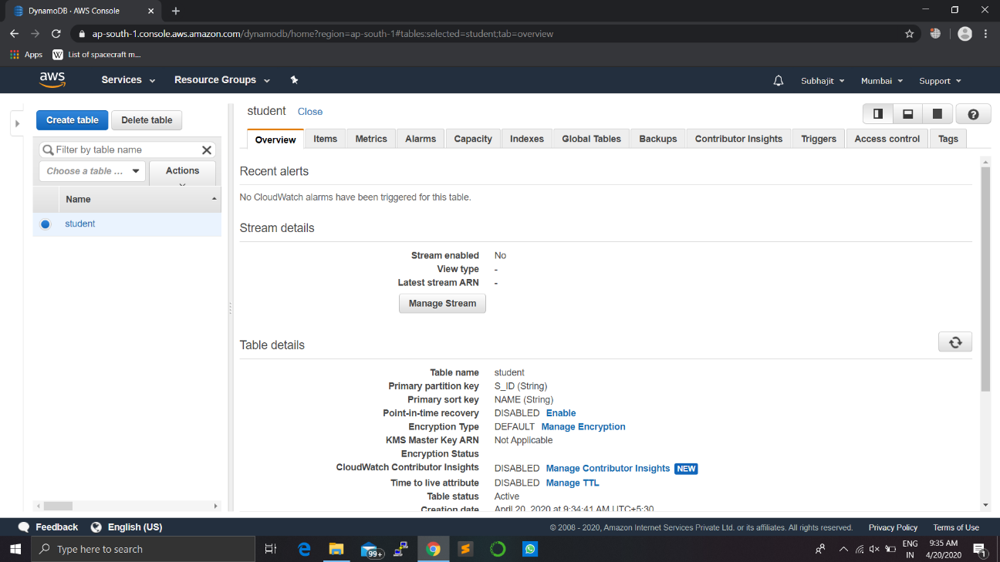 DynamoDB · AWS Console
ap-south-1.console.aws.amazon.com/dynamodb/home?region=ap-south-1#tables:selected=student;tab=overview
Apps W List of spacecraft m...
aws Services Resource Groups Subhajit Mumbai Support
Create table Delete table
Filter by table name
Choose a table ... Actions
Name
student
student Close
Overview Items Metrics Alarms Capacity Indexes Global Tables Backups Contributor Insights Triggers Access control Tags
Recent alerts
No CloudWatch alarms have been triggered for this table.
Stream details
Stream enabled No
View type -
Latest stream ARN -
Manage Stream
Table details
Table name student
Primary partition key S_ID (String)
Primary sort key NAME (String)
Point-in-time recovery DISABLED Enable
Encryption Type DEFAULT Manage Encryption
KMS Master Key ARN Not Applicable
Encryption Status
CloudWatch Contributor Insights DISABLED Manage Contributor Insights NEW
Time to live attribute DISABLED Manage TTL
Table status Active
Creation date April 20, 2020 at 9:34:41 AM UTC+5:30
Feedback English (US) © 2008 - 2020, Amazon Internet Services Private Ltd. or its affiliates. All rights reserved. Privacy Policy Terms of Use
Type here to search 99+ ENG IN 9:35 AM 4/20/2020 1